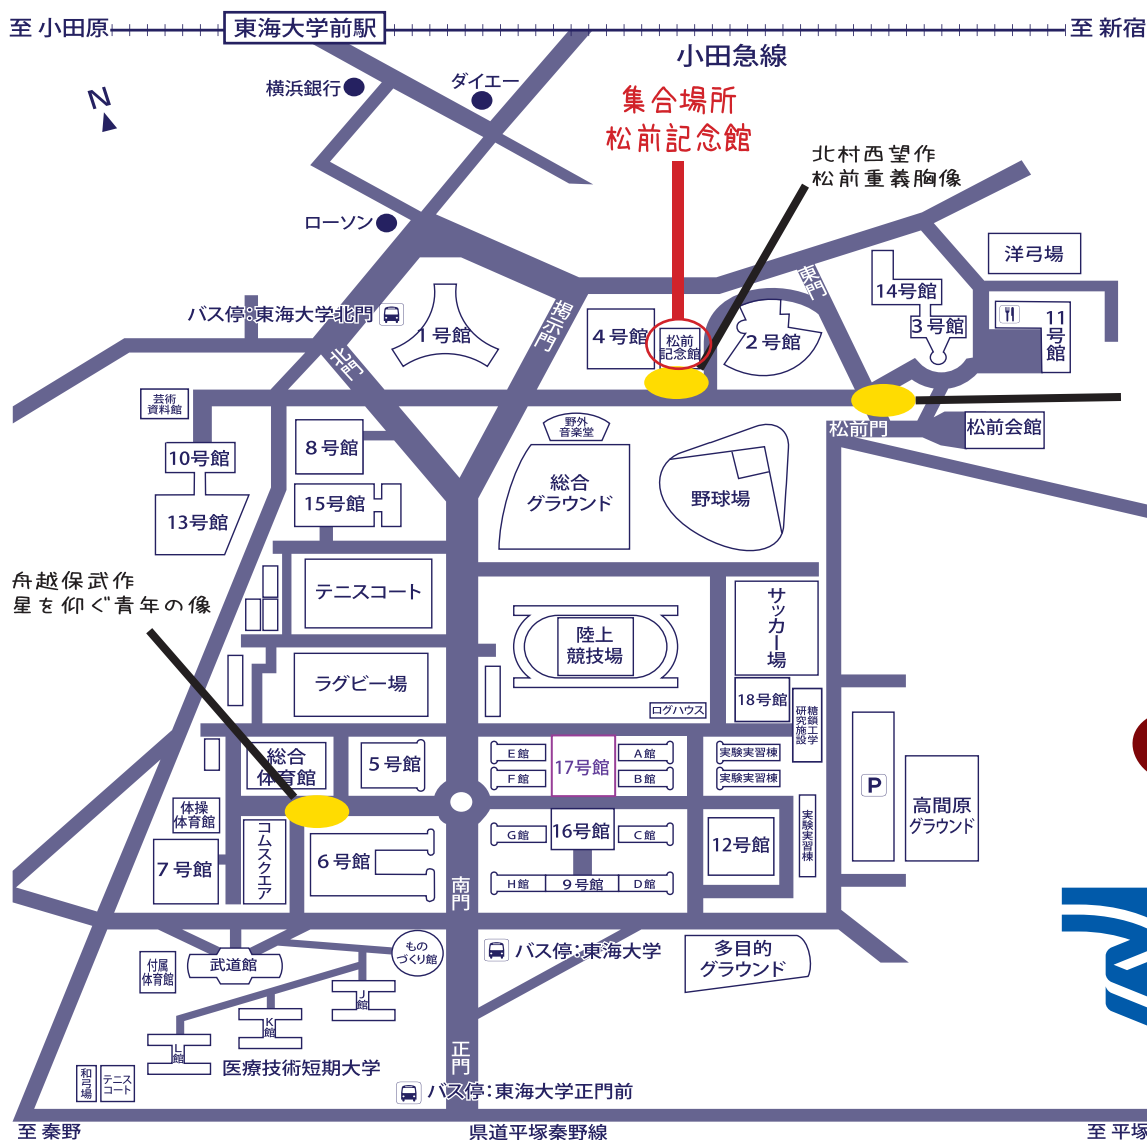 至 小田原
東海大学前駅
至 新宿
小田急線
横浜銀行
ダイエー
N
集合場所
松前記念館
北村西望作
松前重義胸像
ローソン
洋弓場
東門
14号館
バス停：東海大学北門
掲示門
1号館
4号館
松前
記念館
2号館
3号館
11号館
北門
芸術
資料館
野外
音楽堂
松前門
松前会館
8号館
10号館
総合
グラウンド
野球場
15号館
13号館
舟越保武作
星を仰ぐ青年の像
テニスコート
サッカー場
陸上
競技場
ラグビー場
18号館
ログハウス
糖鎖工学
研究施設
総合
体育館
5号館
E館
17号館
A館
実験実習棟
F館
B館
実験実習棟
P
体操
体育館
高間原
グラウンド
コムスクエア
6号館
G館
16号館
C館
12号館
実験実習棟
7号館
H館
9号館
D館
南門
もの
づくり館
バス停：東海大学
多目的
グラウンド
付属
体育館
武道館
J館
K館
L館
正門
医療技術短期大学
和弓場
テニス
コート
バス停：東海大学正門前
至 秦野
県道平塚秦野線
至 平塚